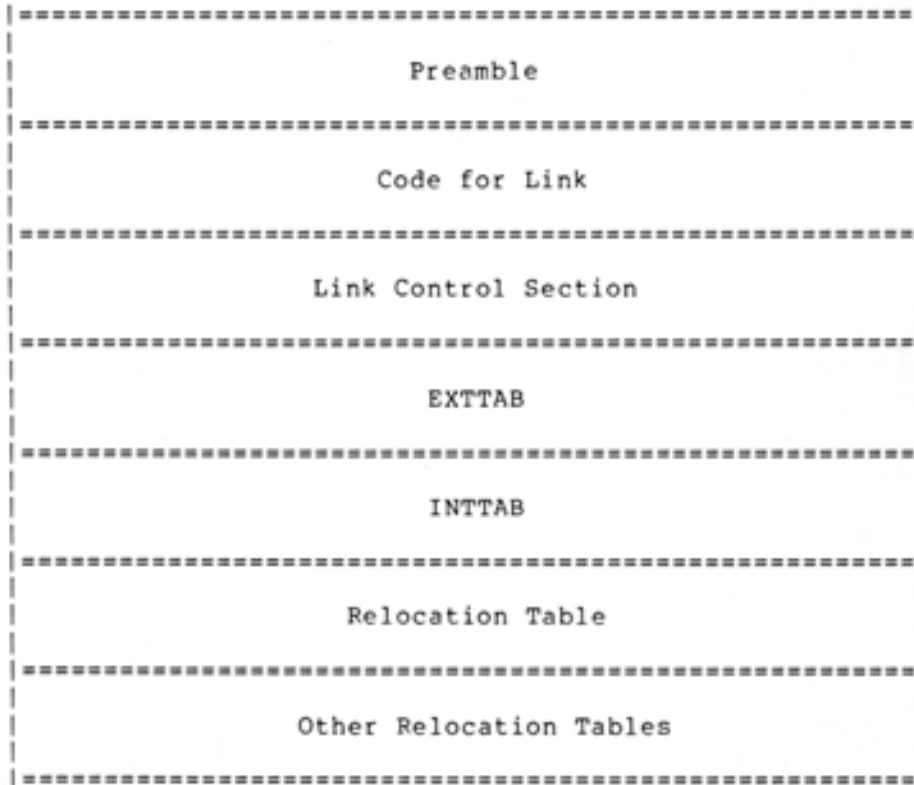 Preamble
Code for Link
Link Control Section
EXTTAB
INTTAB
Relocation Table
Other Relocation Tables